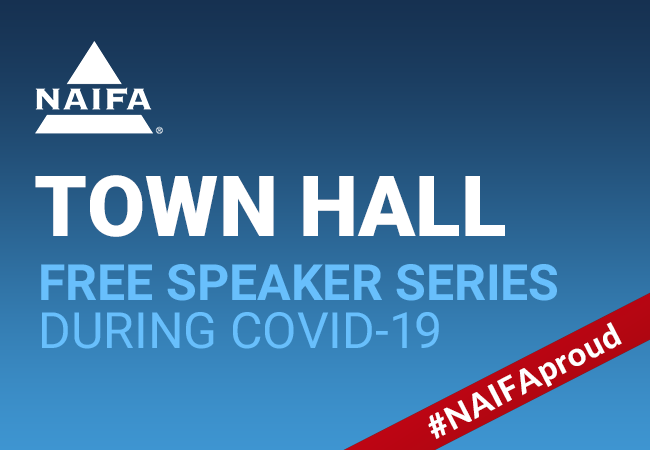 NAIFA®
TOWN HALL
FREE SPEAKER SERIES
DURING COVID-19
#NAIFAproud